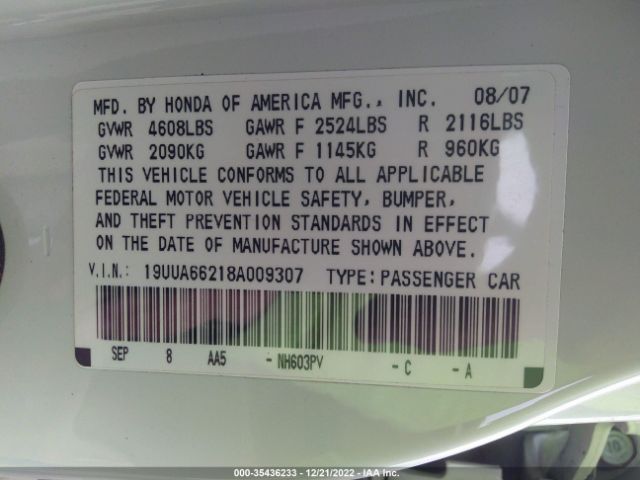 MFD. BY HONDA OF AMERICA MFG., INC. 08/07
GVWR 4608LBS GAWR F 2524LBS R 2116LBS
GVWR 2090KG GAWR F 1145KG R 960KG
THIS VEHICLE CONFORMS TO ALL APPLICABLE
FEDERAL MOTOR VEHICLE SAFETY, BUMPER,
AND THEFT PREVENTION STANDARDS IN EFFECT
ON THE DATE OF MANUFACTURE SHOWN ABOVE.
V.I.N.: 19UUA66218A009307 TYPE:PASSENGER CAR
SEP 8 AA5 -NH603PV -C -A
000-35436233 - 12/21/2022 - IAA Inc.